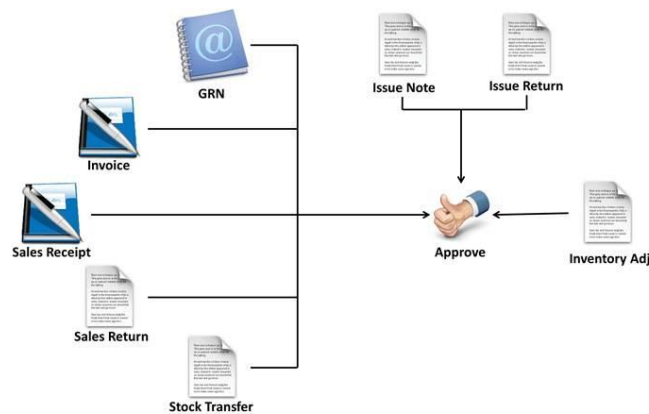 GRN
Issue Note
Issue Return
Invoice
Sales Receipt
Approve
Inventory Adj
Sales Return
Stock Transfer